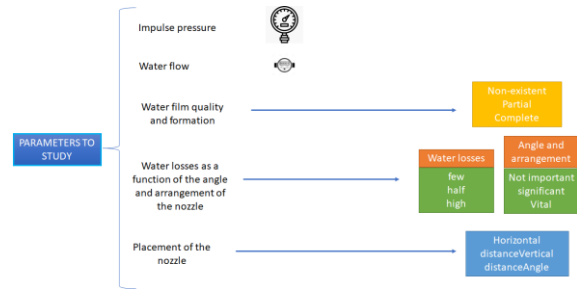 Impulse pressure
Water flow
Water film quality
and formation
Non-existent
Partial
Complete
PARAMETERS TO
STUDY
Water losses as a
function of the angle
and arrangement of
the nozzle
Water losses
few
half
high
Angle and
arrangement
Not important
significant
Vital
Placement of the
nozzle
Horizontal
distanceVertical
distanceAngle